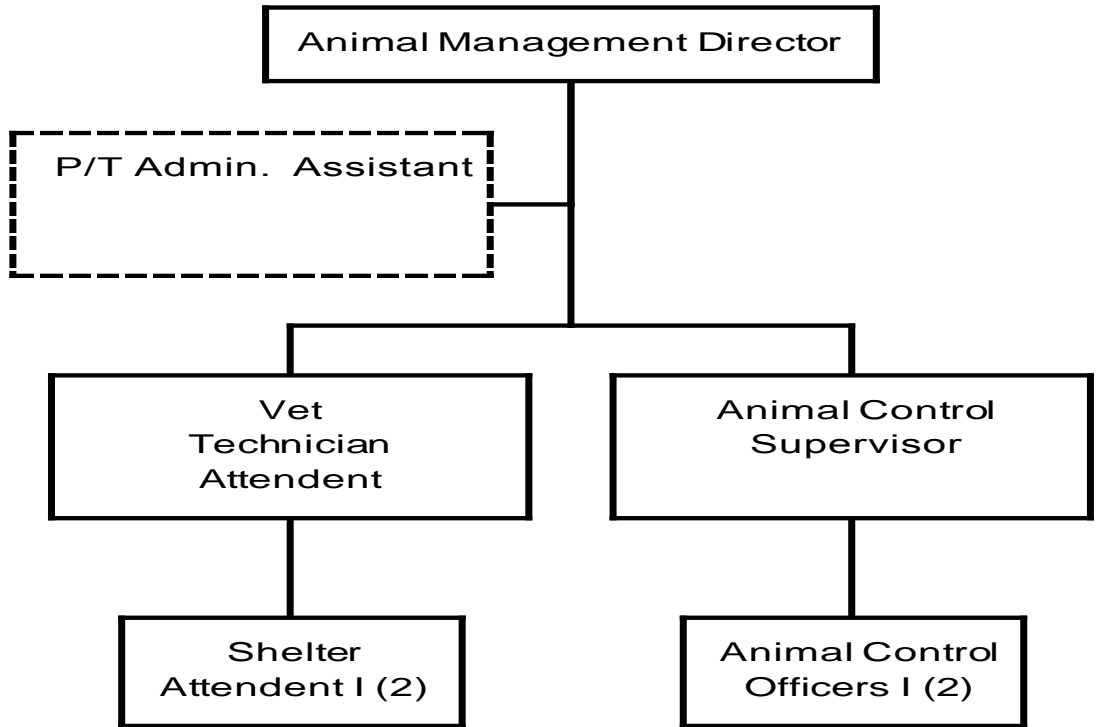 Animal Management Director
P/T Admin. Assistant
Vet
Technician
Attendent
Animal Control
Supervisor
Shelter
Attendent I (2)
Animal Control
Officers I (2)